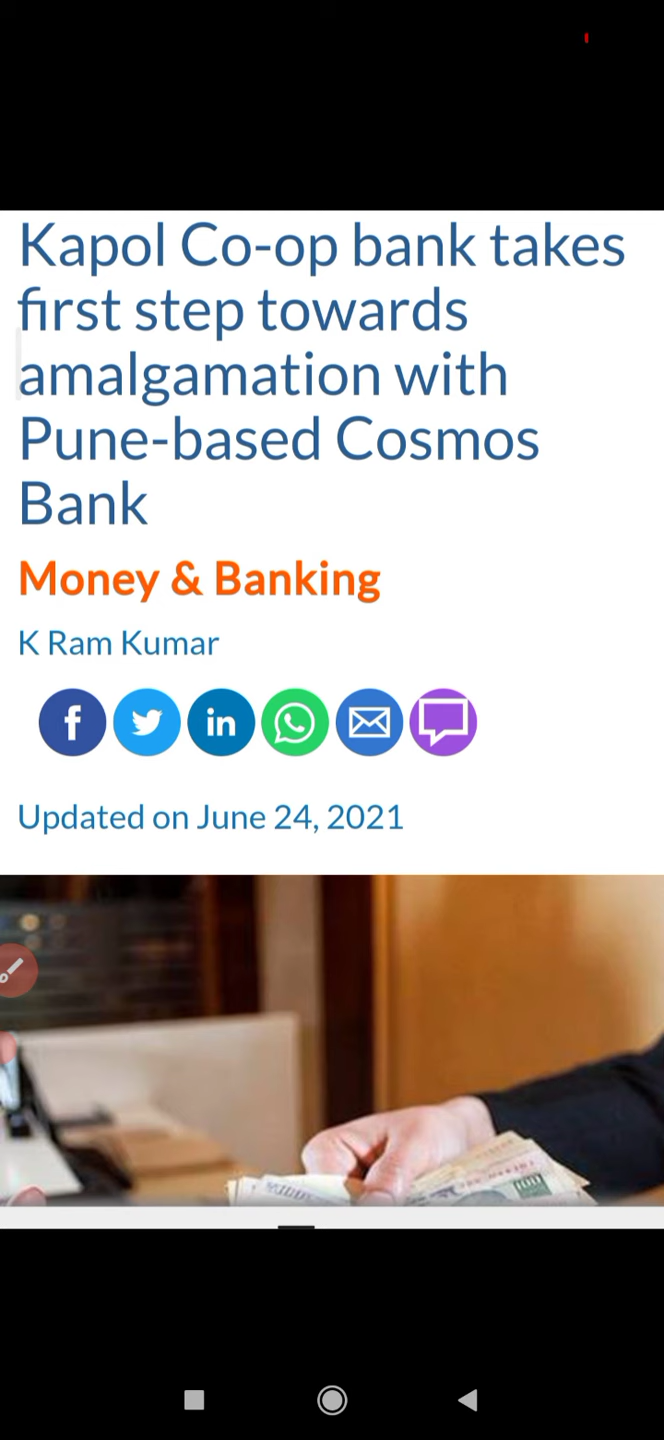 Kapol Co-op bank takes
first step towards
amalgamation with
Pune-based Cosmos
Bank
Money & Banking
K Ram Kumar
f
in
Updated on June 24, 2021
100